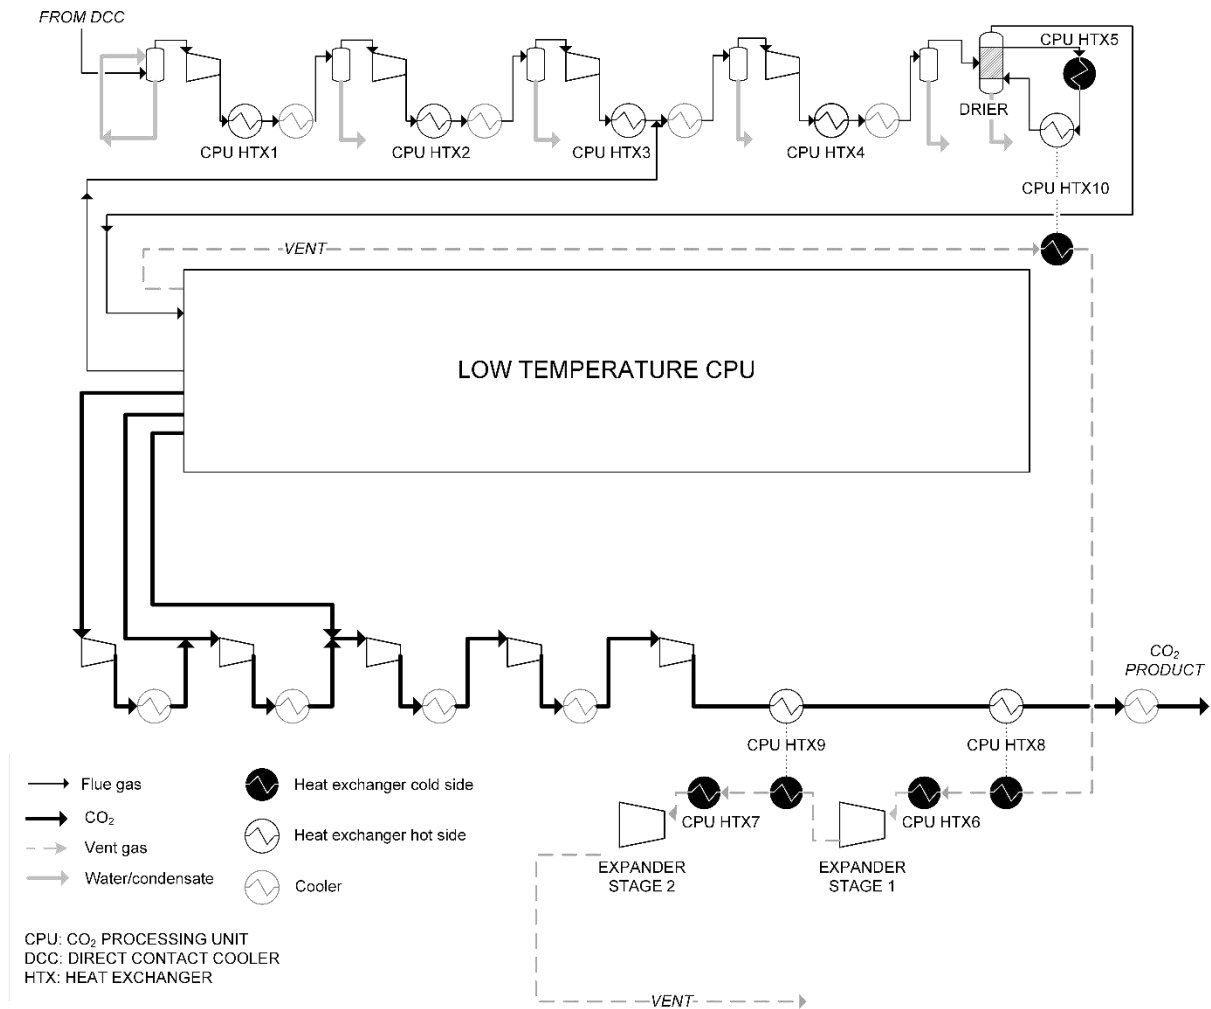 FROM DCC
CPU HTX5
DRIER
CPU HTX1
CPU HTX2
CPU HTX3
CPU HTX4
CPU HTX10
VENT
LOW TEMPERATURE CPU
CO₂
PRODUCT
CPU HTX9
CPU HTX8
Flue gas
Heat exchanger cold side
CO₂
CPU HTX7
CPU HTX6
Heat exchanger hot side
Vent gas
EXPANDER
STAGE 2
EXPANDER
STAGE 1
Water/condensate
Cooler
CPU: CO₂ PROCESSING UNIT
DCC: DIRECT CONTACT COOLER
HTX: HEAT EXCHANGER
VENT